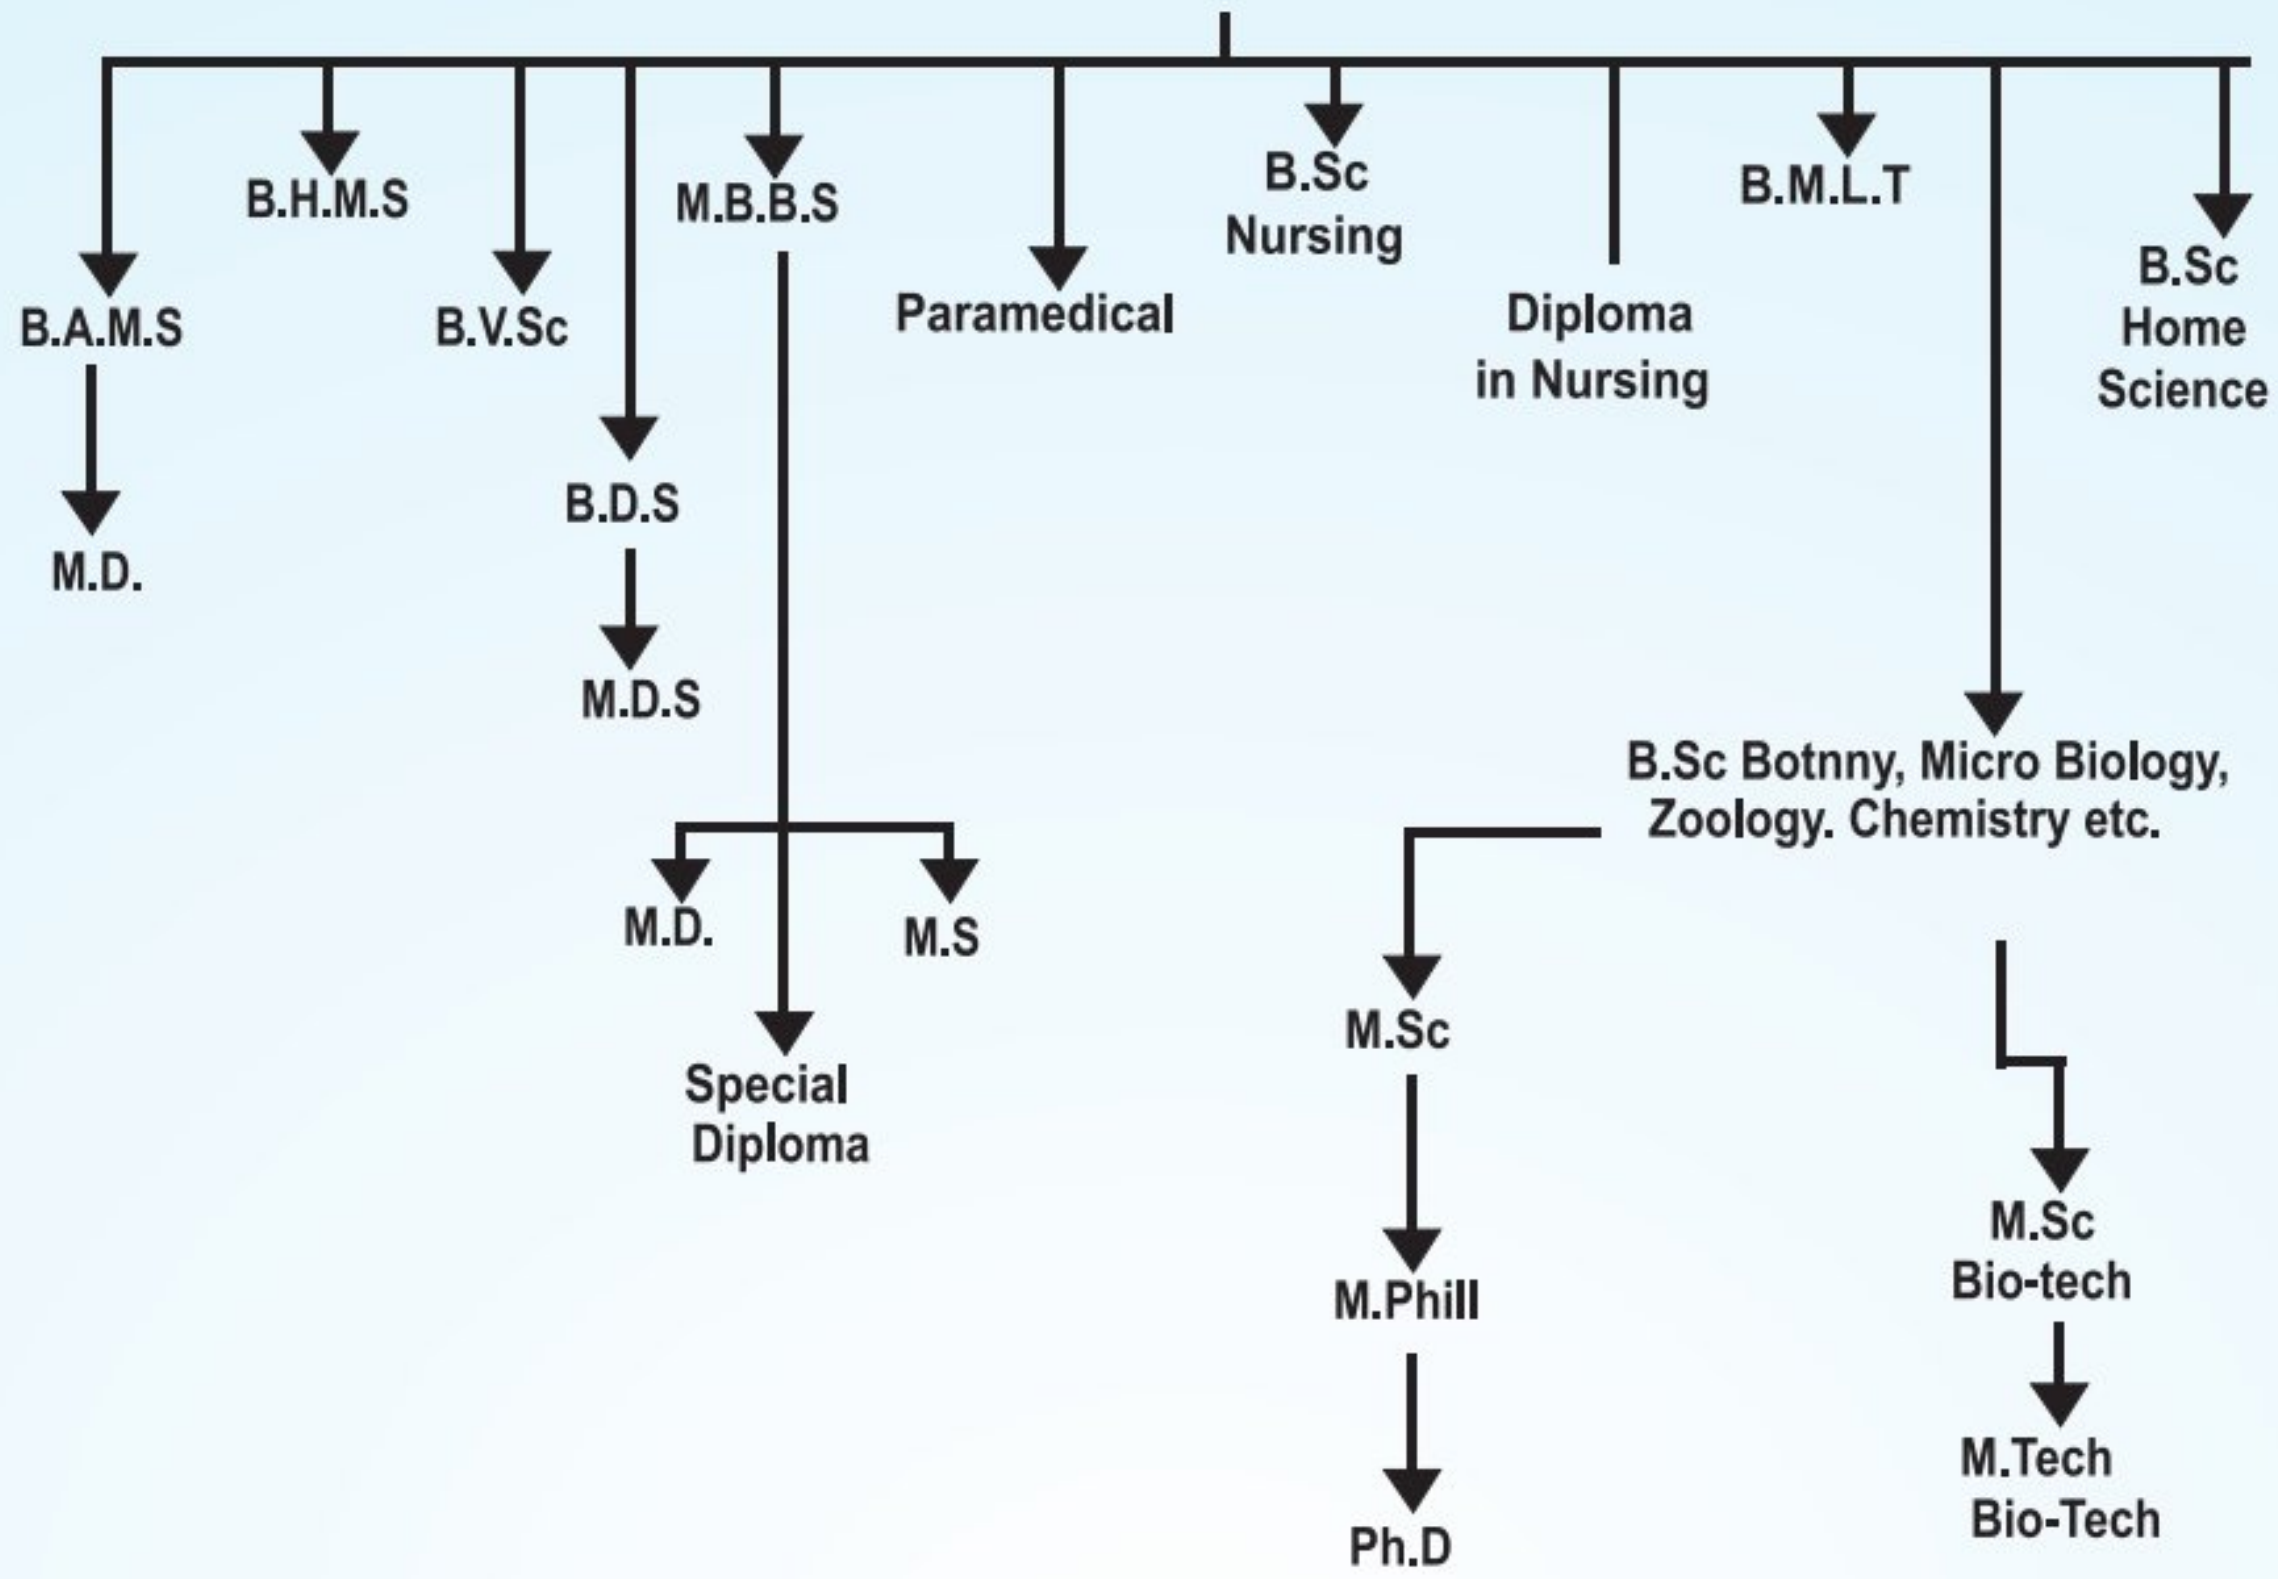 B.A.M.S
M.D.
B.H.M.S
B.V.Sc
B.D.S
M.D.S
M.B.B.S
M.D.
M.S
Special
Diploma
Paramedical
B.Sc
Nursing
Diploma
in Nursing
B.M.L.T
B.Sc Botnny, Micro Biology,
Zoology. Chemistry etc.
M.Sc
M.Phill
Ph.D
M.Sc
Bio-tech
M.Tech
Bio-Tech
B.Sc
Home
Science